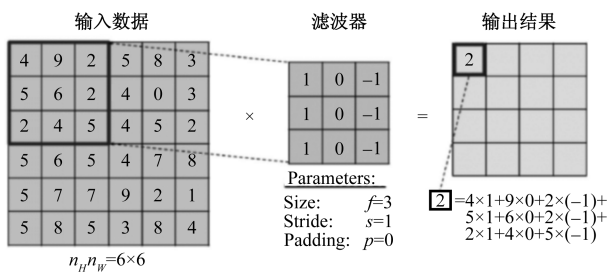 输入数据
滤波器
输出结果
4 9 2 5 8 3
5 6 2 4 0 3
2 4 5 4 5 2
5 6 5 4 7 8
5 7 7 9 2 1
5 8 5 3 8 4
n_H n_W=6×6
×
1 0 –1
1 0 –1
1 0 –1
Parameters:
Size: f=3
Stride: s=1
Padding: p=0
=
2
2 =4×1+9×0+2×(–1)+
5×1+6×0+2×(–1)+
2×1+4×0+5×(–1)